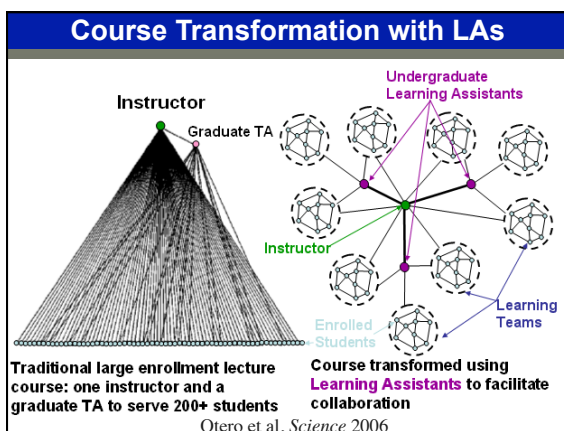 Course Transformation with LAs
Instructor
Graduate TA
Undergraduate
Learning Assistants
Instructor
Enrolled
Students
Learning
Teams
Traditional large enrollment lecture
course: one instructor and a
graduate TA to serve 200+ students
Course transformed using
Learning Assistants to facilitate
collaboration
Otero et al, Science 2006